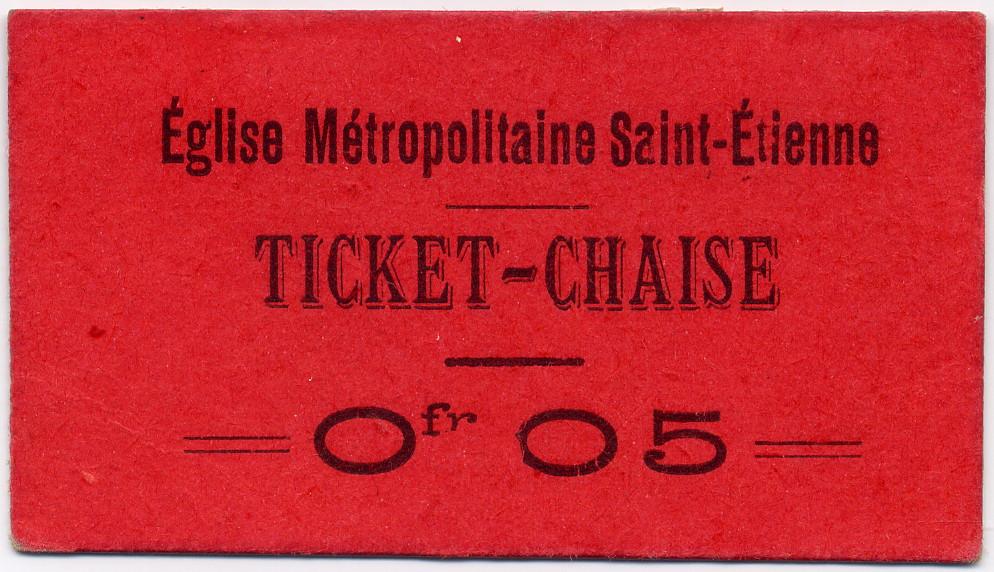 Église Métropolitaine Saint-Étienne
TICKET-CHAISE
0fr 05